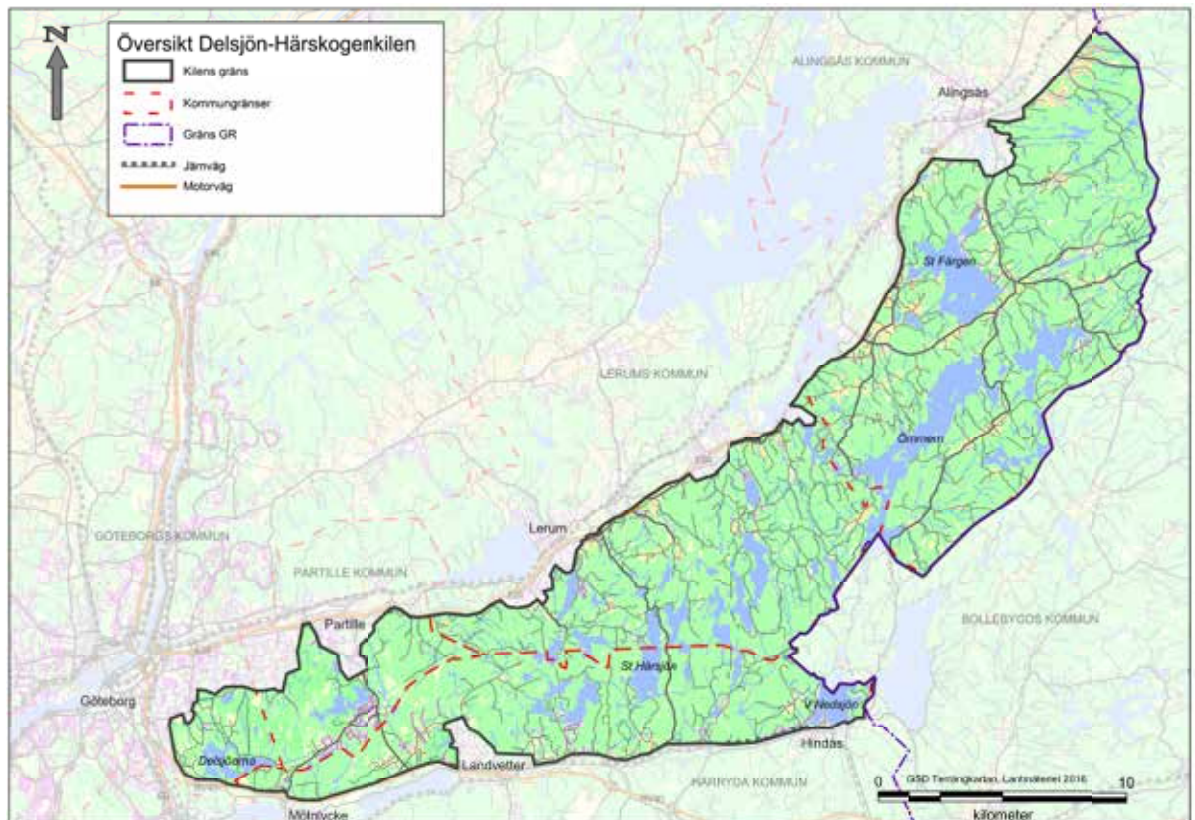 N
Översikt Delsjön-Härskogenkilen
Kilens gräns
Kommungränser
Gräns GR
Järnväg
Motorväg
ALINGSÅS KOMMUN
Alingsås
St Färgen
LERUMS KOMMUN
Ömmern
Lerum
GÖTEBORGS KOMMUN
PARTILLE KOMMUN
BOLLEBYGDS KOMMUN
Partille
St Härsjön
Göteborg
V Nedsjön
Delsjöarna
Hindås
Landvetter
HÄRRYDA KOMMUN
Mölnlycke
0 GSD Terrängkartan, Lantmäteriet 2016 10
kilometer